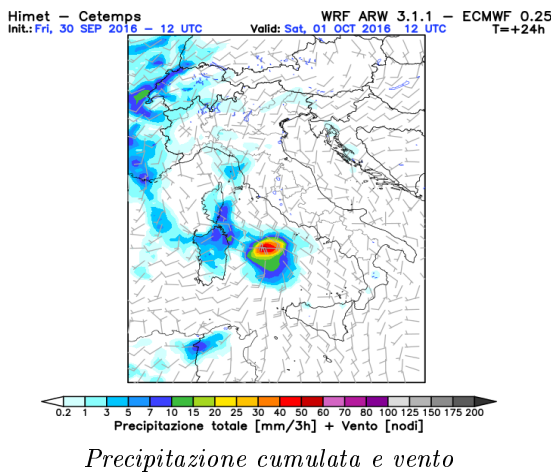 Himet — Cetemps WRF ARW 3.1.1 — ECMWF 0.25
Init.: Fri, 30 SEP 2016 — 12 UTC Valid: Sat, 01 OCT 2016 12 UTC T=+24h
0.2 1 3 5 7 10 15 20 25 30 40 50 60 70 80 100 125 150 175 200
Precipitazione totale [mm/3h] + Vento [nodi]
Precipitazione cumulata e vento